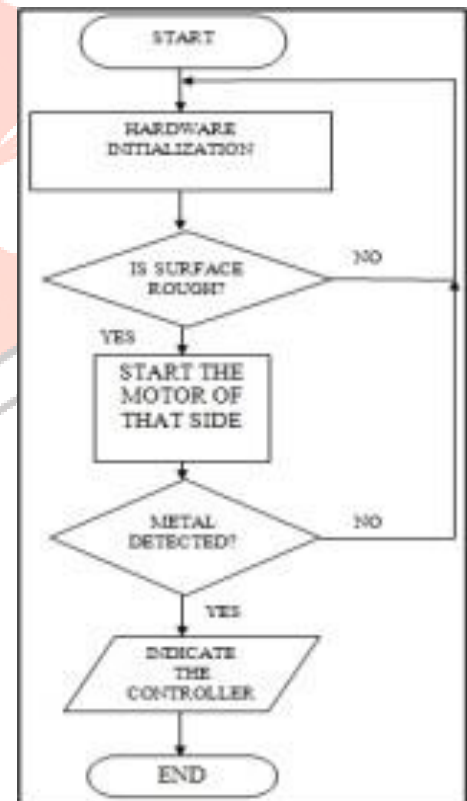 START
HARDWARE
INITIALIZATION
IS SURFACE
ROUGH?
NO
YES
START THE
MOTOR OF
THAT SIDE
METAL
DETECTED?
NO
YES
INDICATE
THE
CONTROLLER
END